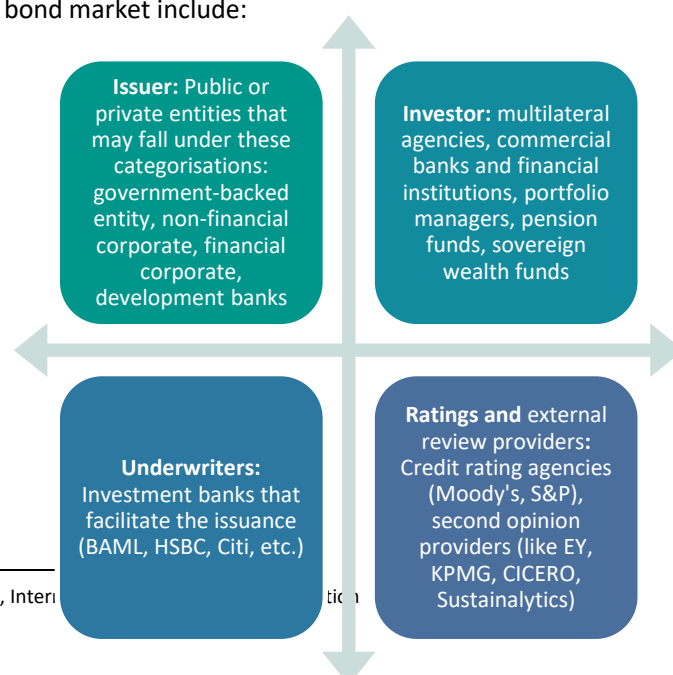 bond market include:
Issuer: Public or
private entities that
may fall under these
categorisations:
government-backed
entity, non-financial
corporate, financial
corporate,
development banks
Investor: multilateral
agencies, commercial
banks and financial
institutions, portfolio
managers, pension
funds, sovereign
wealth funds
Underwriters:
Investment banks that
facilitate the issuance
(BAML, HSBC, Citi, etc.)
Ratings and external
review providers:
Credit rating agencies
(Moody's, S&P),
second opinion
providers (like EY,
KPMG, CICERO,
Sustainalytics)